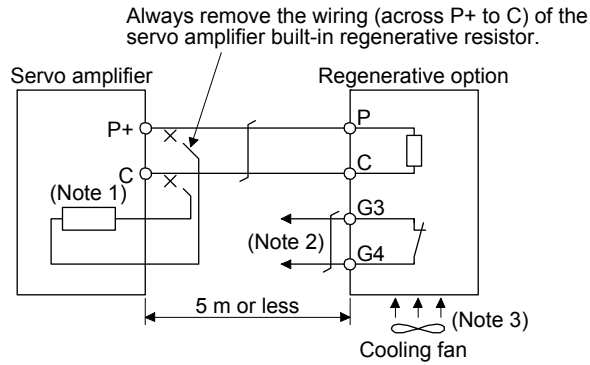 Always remove the wiring (across P+ to C) of the
servo amplifier built-in regenerative resistor.
Servo amplifier
Regenerative option
P+
P
C
C
(Note 1)
G3
(Note 2)
G4
5 m or less
(Note 3)
Cooling fan